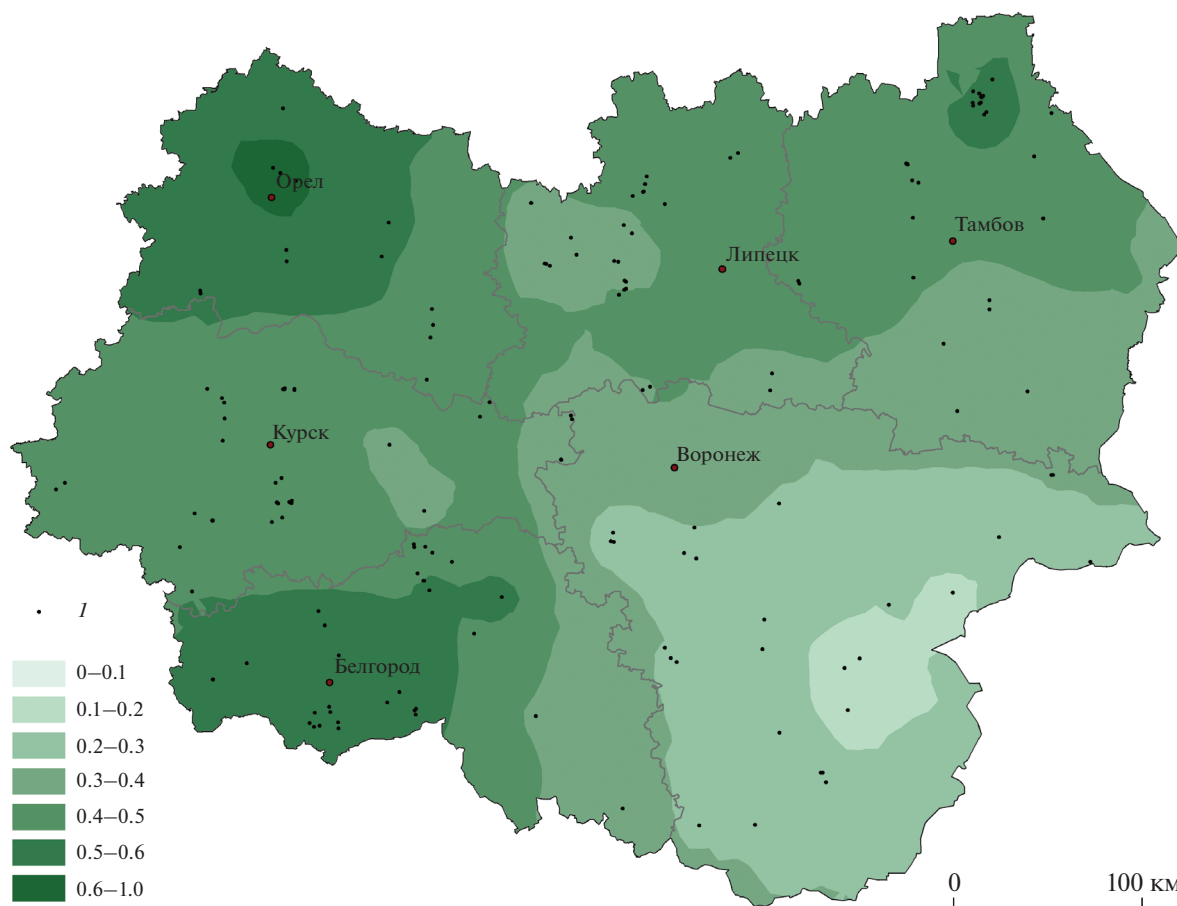 Орел
Тамбов
Липецк
Курск
Воронеж
1
Белгород
0–0.1
0.1–0.2
0.2–0.3
0.3–0.4
0.4–0.5
0.5–0.6
0.6–1.0
0 100 км